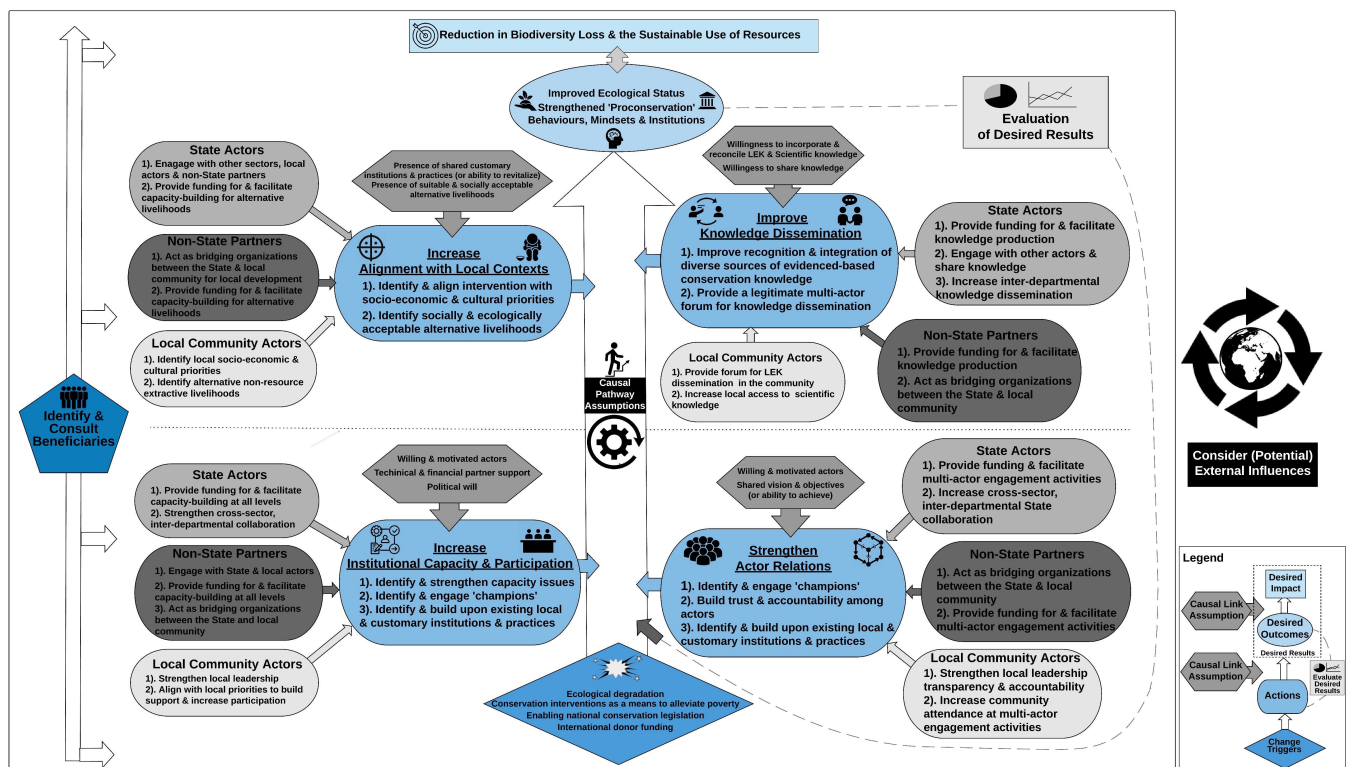 Reduction in Biodiversity Loss & the Sustainable Use of Resources
Improved Ecological Status
Strengthened 'Proconservation'
Behaviours, Mindsets & Institutions
Evaluation
of Desired Results
State Actors
1). Enagage with other sectors, local
actors & non-State partners
2). Provide funding for & facilitate
capacity-building for alternative
livelihoods
Non-State Partners
1). Act as bridging organizations
between the State & local
community for local development
2). Provide funding for & facilitate
capacity-building for alternative
livelihoods
Local Community Actors
1). Identify local socio-economic &
cultural priorities
2). Identify alternative non-resource
extractive livelihoods
Presence of shared customary
institutions & practices (or ability to revitalize)
Presence of suitable & socially acceptable
alternative livelihoods
Increase
Alignment with Local Contexts
1). Identify & align intervention with
socio-economic & cultural priorities
2). Identify socially & ecologically
acceptable alternative livelihoods
Willingness to incorporate &
reconcile LEK & Scientific knowledge
Willigness to share knowledge
Improve
Knowledge Dissemination
1). Improve recognition & integration of
diverse sources of evidenced-based
conservation knowledge
2). Provide a legitimate multi-actor
forum for knowledge dissemination
State Actors
1). Provide funding for & facilitate
knowledge production
2). Engage with other actors &
share knowledge
3). Increase inter-departmental
knowledge dissemination
Non-State Partners
1). Provide funding for & facilitate
knowledge production
2). Act as bridging organizations
between the State & local
community
Local Community Actors
1). Provide forum for LEK
dissemination in the community
2). Increase local access to scientific
knowledge
Causal
Pathway
Assumptions
Identify &
Consult
Beneficiaries
State Actors
1). Provide funding for & facilitate
capacity-building at all levels
2). Strengthen cross-sector,
inter-departmental collaboration
Non-State Partners
1). Engage with State & local actors
2). Provide funding for & facilitate
capacity-building at all levels
3). Act as bridging organizations
between the State and local
community
Local Community Actors
1). Strengthen local leadership
2). Align with local priorities to build
support & increase participation
Willing & motivated actors
Techinical & financial partner support
Political will
Increase
Institutional Capacity & Participation
1). Identify & strengthen capacity issues
2). Identify & engage 'champions'
3). Identify & build upon existing local
& customary institutions & practices
Willing & motivated actors
Shared vision & objectives
(or ability to achieve)
Strengthen
Actor Relations
1). Identify & engage 'champions'
2). Build trust & accountability among
actors
3). Identify & build upon existing local &
customary institutions & practices
State Actors
1). Provide funding & facilitate
multi-actor engagement activities
2). Increase cross-sector,
inter-departmental State
collaboration
Non-State Partners
1). Act as bridging organizations
between the State & local
community
2). Provide funding for & facilitate
multi-actor engagement activities
Local Community Actors
1). Strengthen local leadership
transparency & accountability
2). Increase community
attendance at multi-actor
engagement activities
Ecological degradation
Conservation interventions as a means to alleviate poverty
Enabling national conservation legislation
International donor funding
Consider (Potential)
External Influences
Legend
Desired
Impact
Causal Link
Assumption
Desired
Outcomes
Desired Results
Causal Link
Assumption
Evaluate
Desired
Results
Actions
Change
Triggers